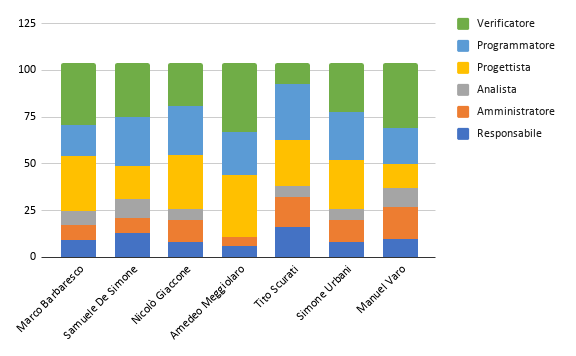 125
100
75
50
25
0
Marco Barbaresco
Samuele De Simone
Nicolò Giaccone
Amedeo Meggiolaro
Tito Scurati
Simone Urbani
Manuel Varo
Verificatore
Programmatore
Progettista
Analista
Amministratore
Responsabile